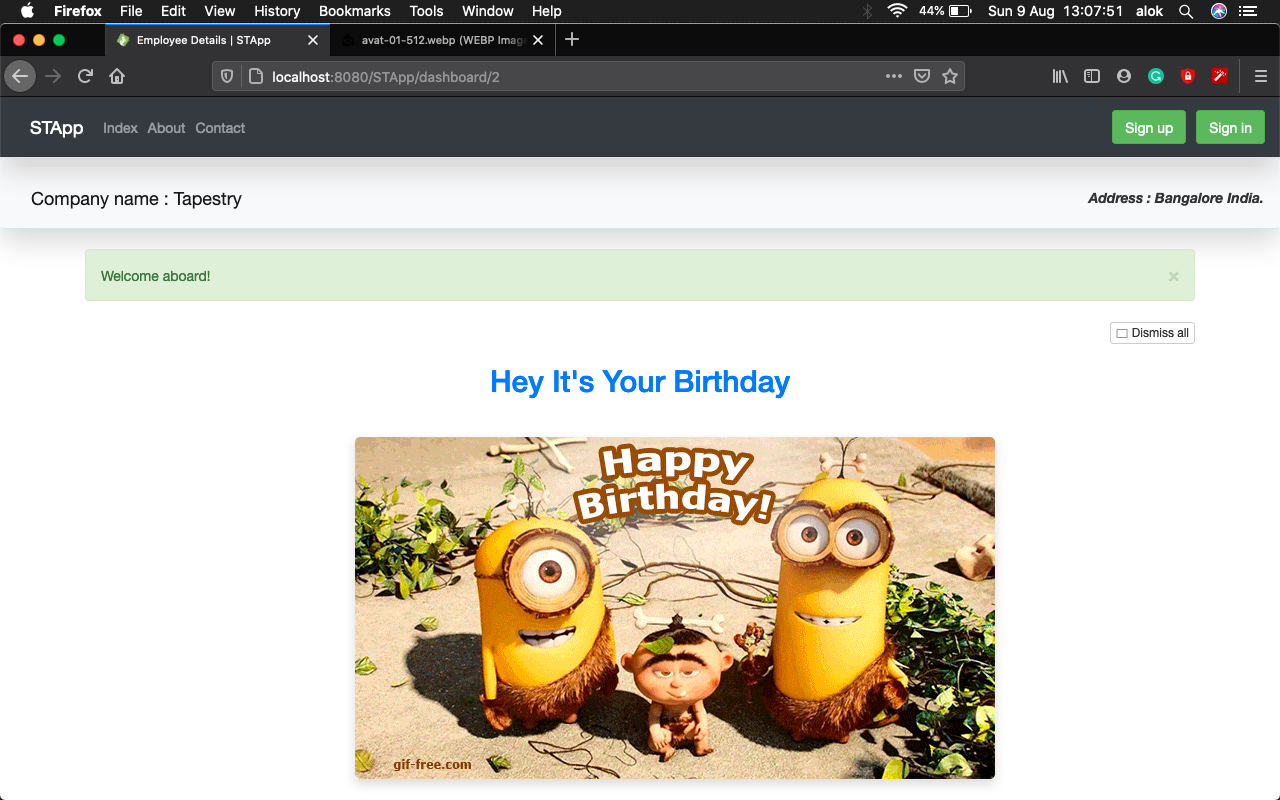 Firefox File Edit View History Bookmarks Tools Window Help 44% Sun 9 Aug 13:07:51 alok
Employee Details | STApp avat-01-512.webp (WEBP Imag
localhost:8080/STApp/dashboard/2
STApp Index About Contact Sign up Sign in
Company name : Tapestry Address : Bangalore India.
Welcome aboard! ×
Dismiss all
Hey It's Your Birthday
Happy
Birthday!
gif-free.com